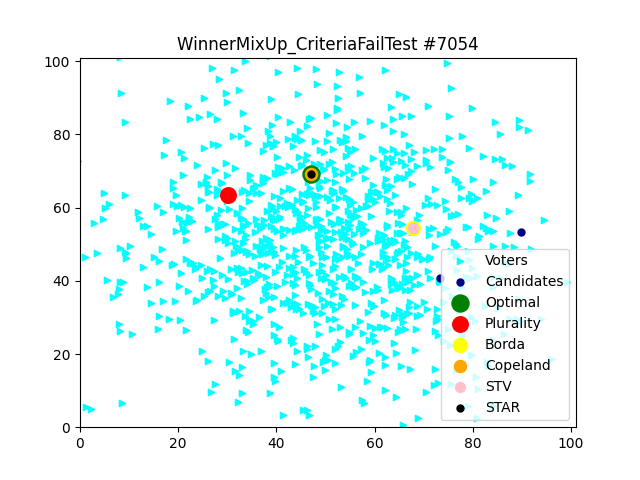 WinnerMixUp_CriteriaFailTest #7054
100
80
60
40
20
0
0
20
40
60
80
100
Voters
Candidates
Optimal
Plurality
Borda
Copeland
STV
STAR